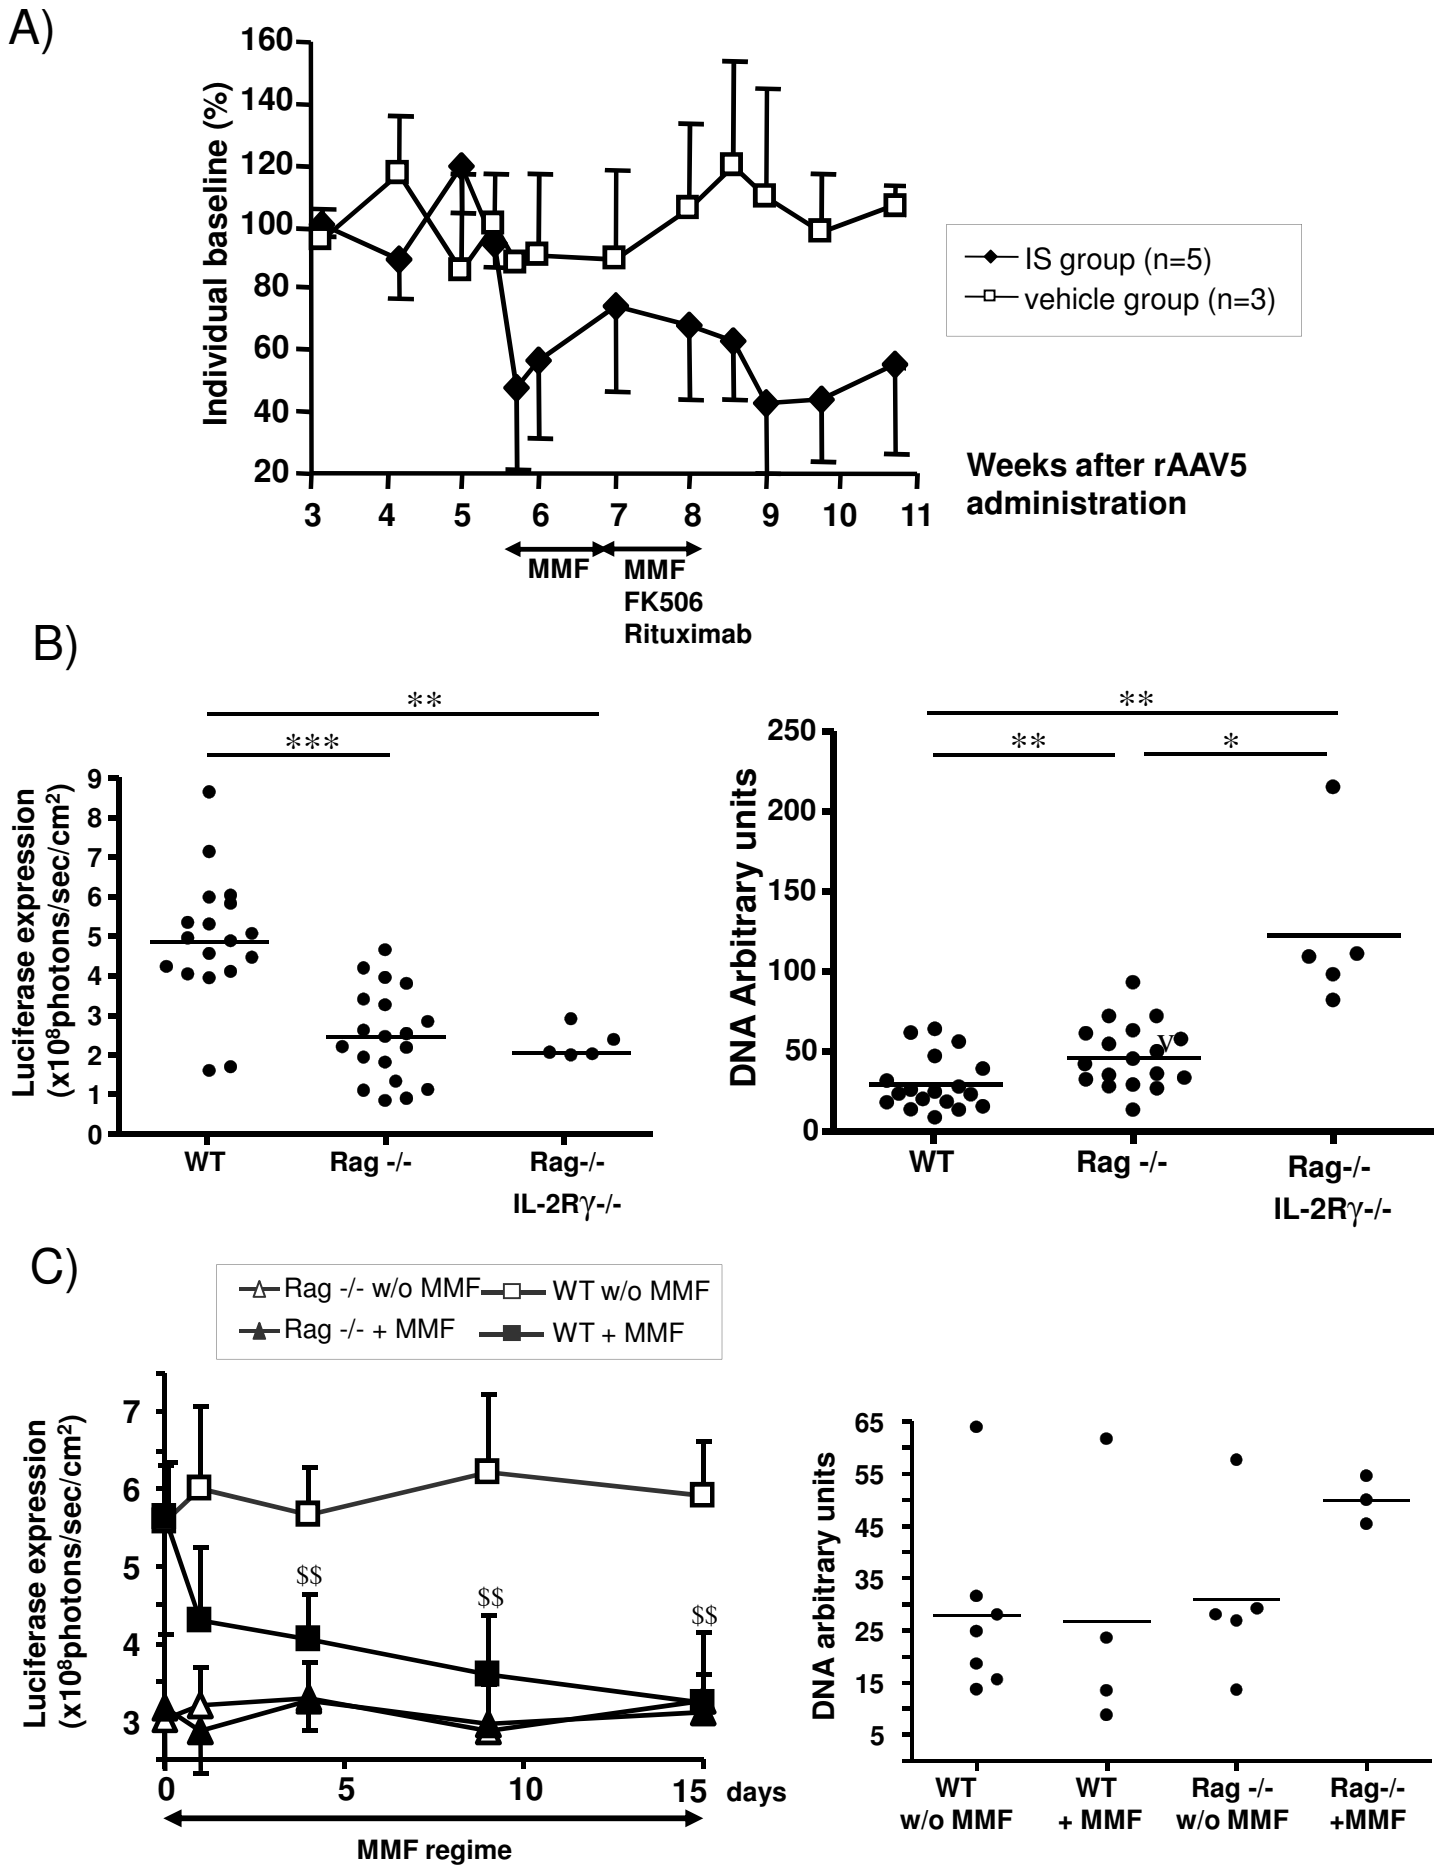 A)
Individual baseline (%)
160
140
120
100
80
60
40
20
3 4 5 6 7 8 9 10 11
IS group (n=5)
vehicle group (n=3)
Weeks after rAAV5
administration
MMF
MMF
FK506
Rituximab
B)
**
***
Luciferase expression
(x10⁸photons/sec/cm²)
9
8
7
6
5
4
3
2
1
0
WT
Rag -/-
Rag-/-
IL-2Rγ-/-
**
** *
DNA Arbitrary units
250
200
150
100
50
0
v
WT
Rag -/-
Rag-/-
IL-2Rγ-/-
C)
Rag -/- w/o MMF WT w/o MMF
Rag -/- + MMF WT + MMF
Luciferase expression
(x10⁸photons/sec/cm²)
7
6
5
4
3
$$
$$
$$
0 5 10 15 days
MMF regime
DNA arbitrary units
65
55
45
35
25
15
5
WT
w/o MMF
WT
+ MMF
Rag -/-
w/o MMF
Rag-/-
+MMF